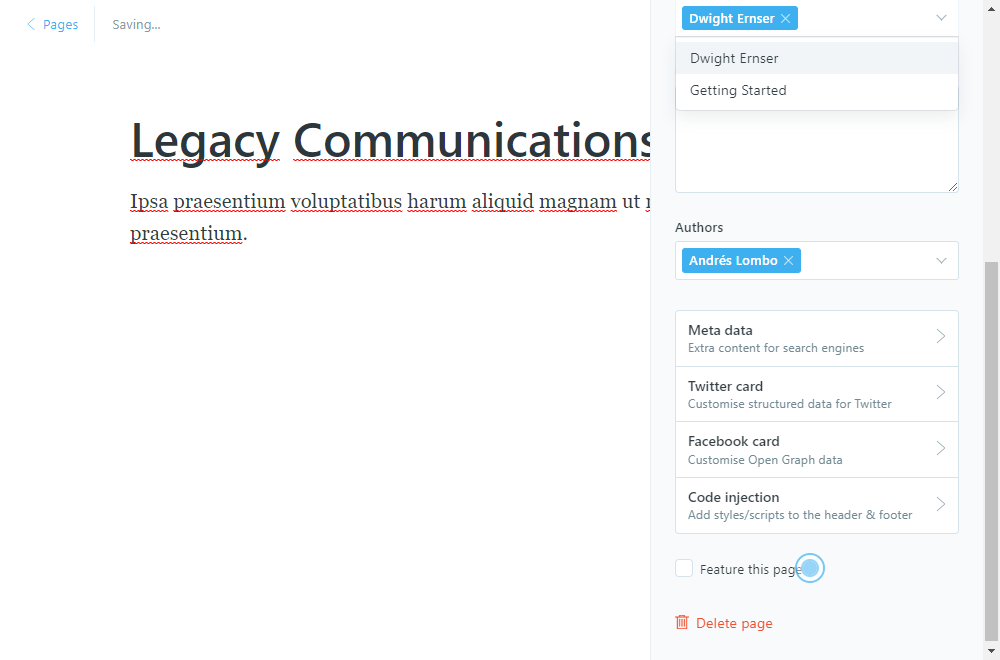 Pages
Saving...
Legacy Communications
Ipsa praesentium voluptatibus harum aliquid magnam ut
praesentium.
Dwight Ernser
Dwight Ernser
Getting Started
Authors
Andrés Lombo
Meta data
Extra content for search engines
Twitter card
Customise structured data for Twitter
Facebook card
Customise Open Graph data
Code injection
Add styles/scripts to the header & footer
Feature this page
Delete page